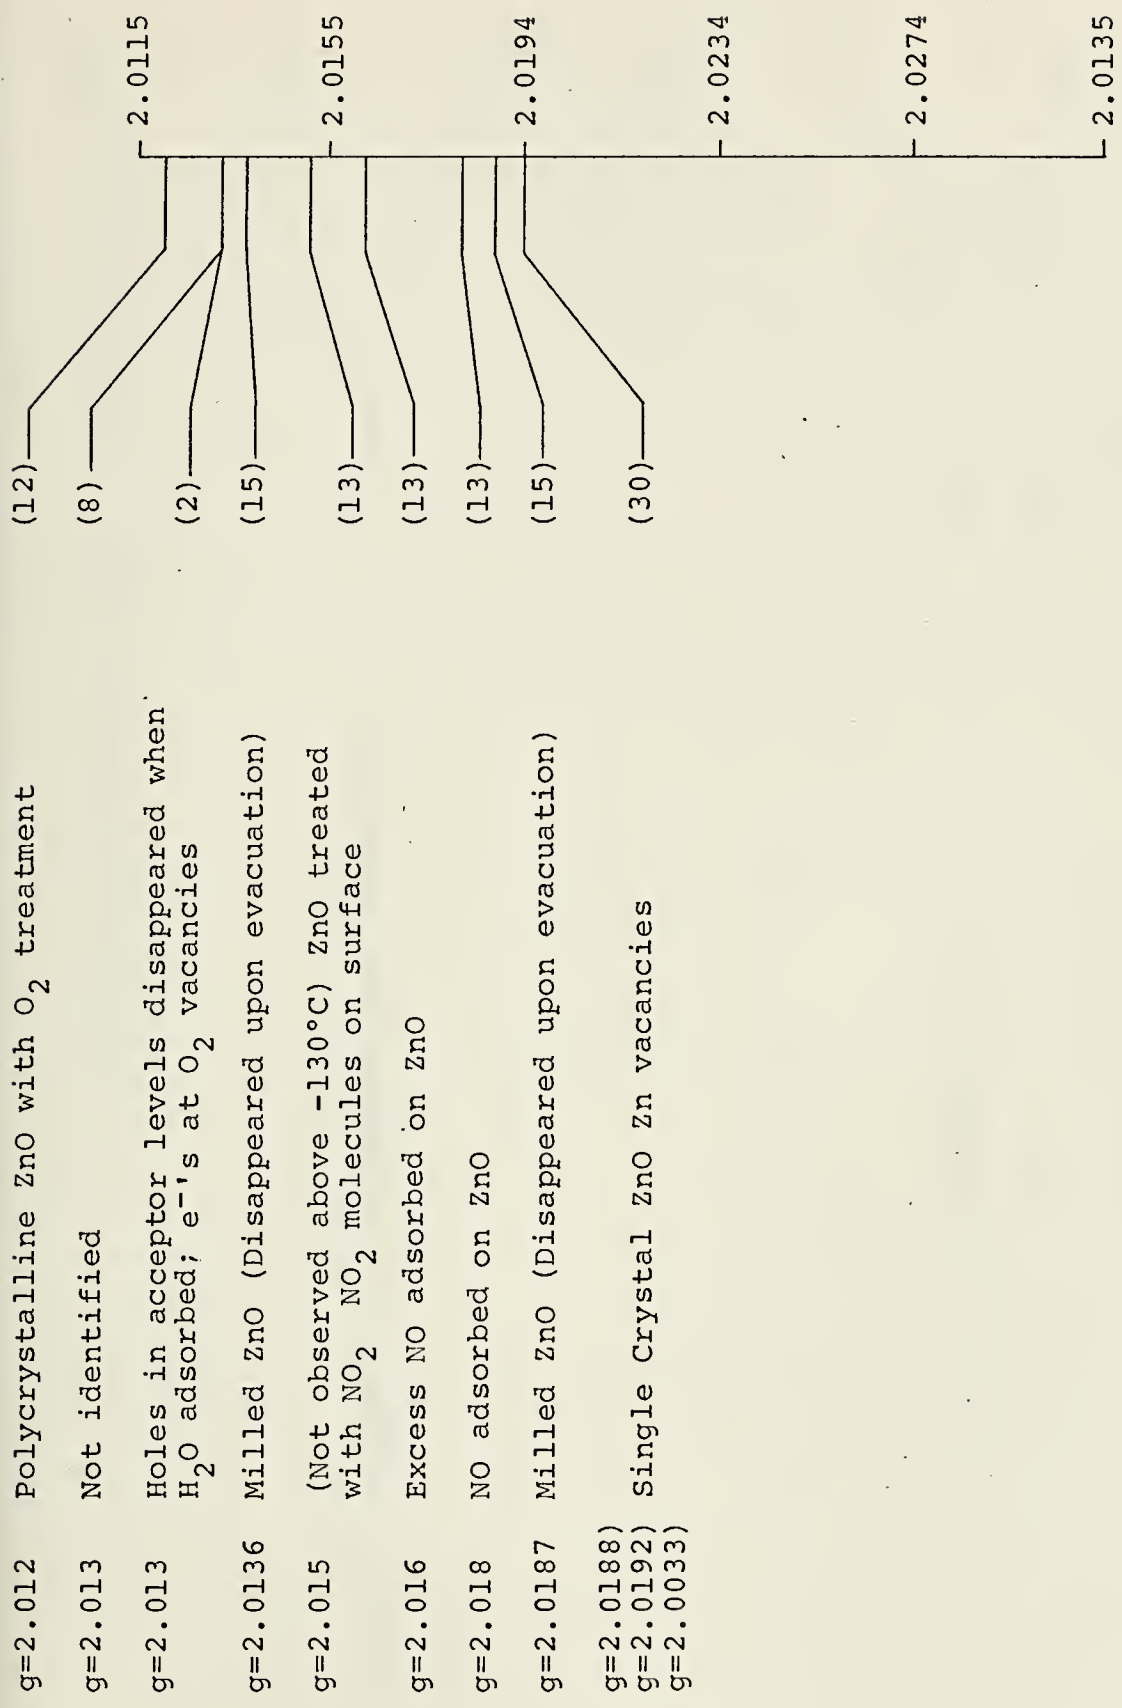 g=2.012 Polycrystalline ZnO with O2 treatment (12)
g=2.013 Not identified (8)
g=2.013 Holes in acceptor levels disappeared when
H2O adsorbed; e-'s at O2 vacancies (2)
g=2.0136 Milled ZnO (Disappeared upon evacuation) (15)
g=2.015 (Not observed above -130°C) ZnO treated
with NO2 NO2 molecules on surface (13)
g=2.016 Excess NO adsorbed on ZnO (13)
g=2.018 NO adsorbed on ZnO (13)
g=2.0187 Milled ZnO (Disappeared upon evacuation) (15)
g=2.0188)
g=2.0192) Single Crystal ZnO Zn vacancies (30)
g=2.0033)
2.0115
2.0155
2.0194
2.0234
2.0274
2.0135